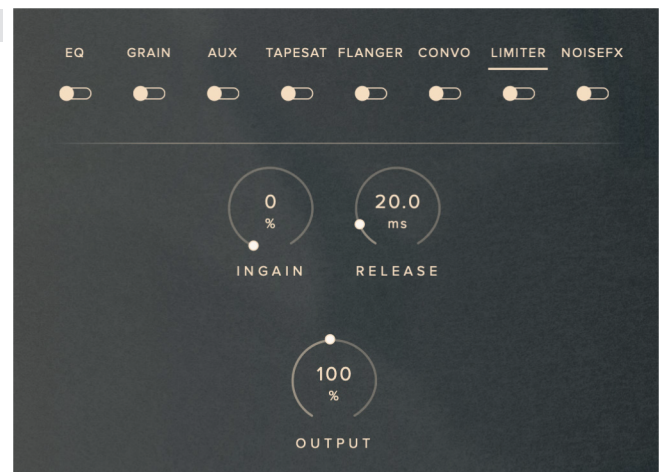 EQ GRAIN AUX TAPESAT FLANGER CONVO LIMITER NOISEFX
0 20.0
% ms
INGAIN RELEASE
100
%
OUTPUT